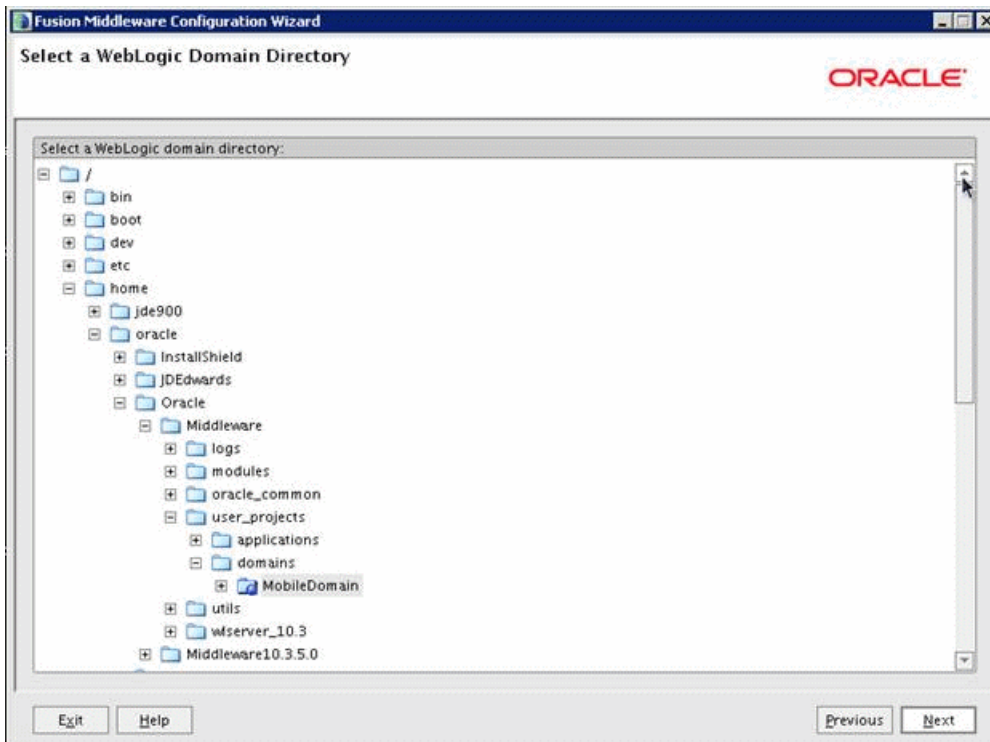 Fusion Middleware Configuration Wizard
Select a WebLogic Domain Directory
ORACLE
Select a WebLogic domain directory:
/
bin
boot
dev
etc
home
jde900
oracle
InstallShield
JDEdwards
Oracle
Middleware
logs
modules
oracle_common
user_projects
applications
domains
MobileDomain
utils
wlserver_10.3
Middleware10.3.5.0
Exit Help Previous Next